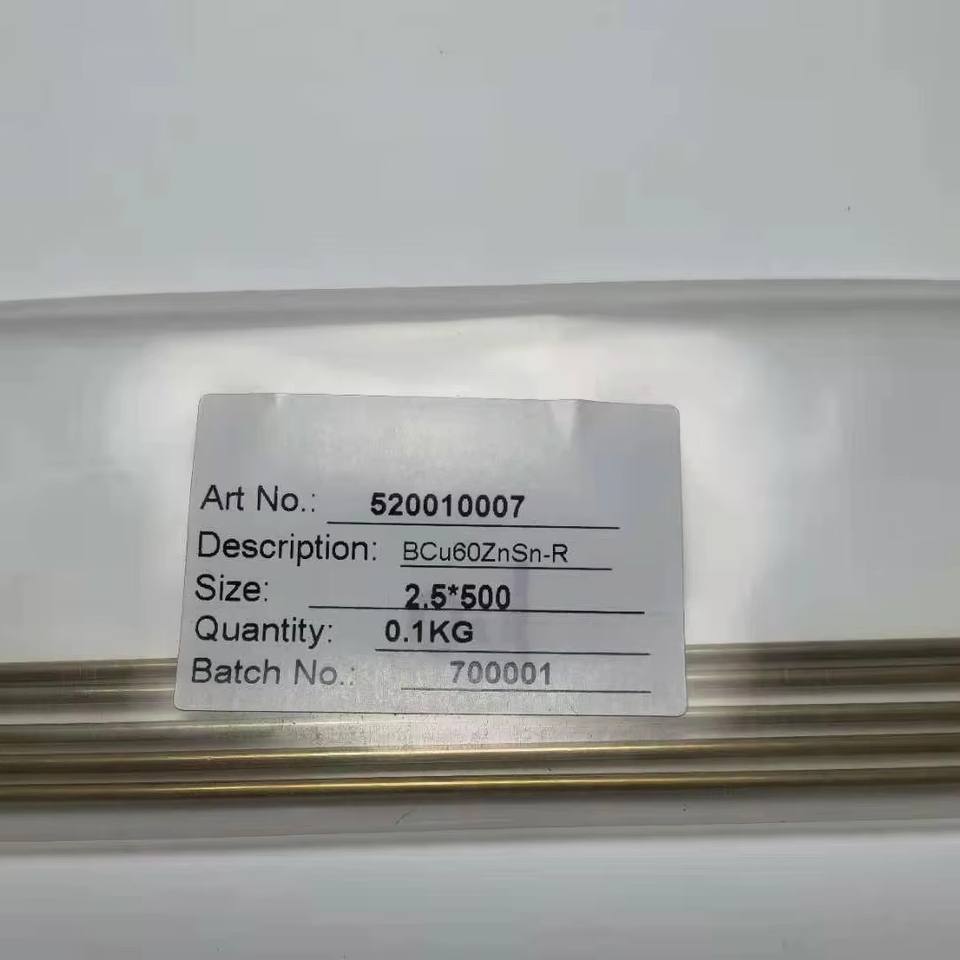 Art No.: 520010007
Description: BCu60ZnSn-R
Size: 2.5*500
Quantity: 0.1KG
Batch No.: 700001